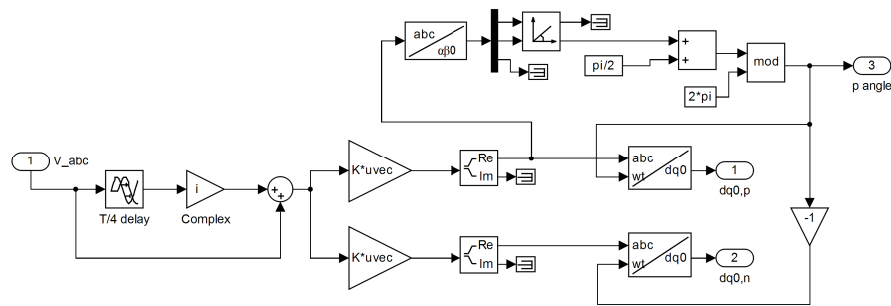 abc
αβ0
pi/2
+
+
mod
2*pi
3
p angle
1
V_abc
T/4 delay
i
Complex
+
+
K*uvec
Re
Im
abc
wt
dq0
1
dq0,p
-1
K*uvec
Re
Im
abc
wt
dq0
2
dq0,n